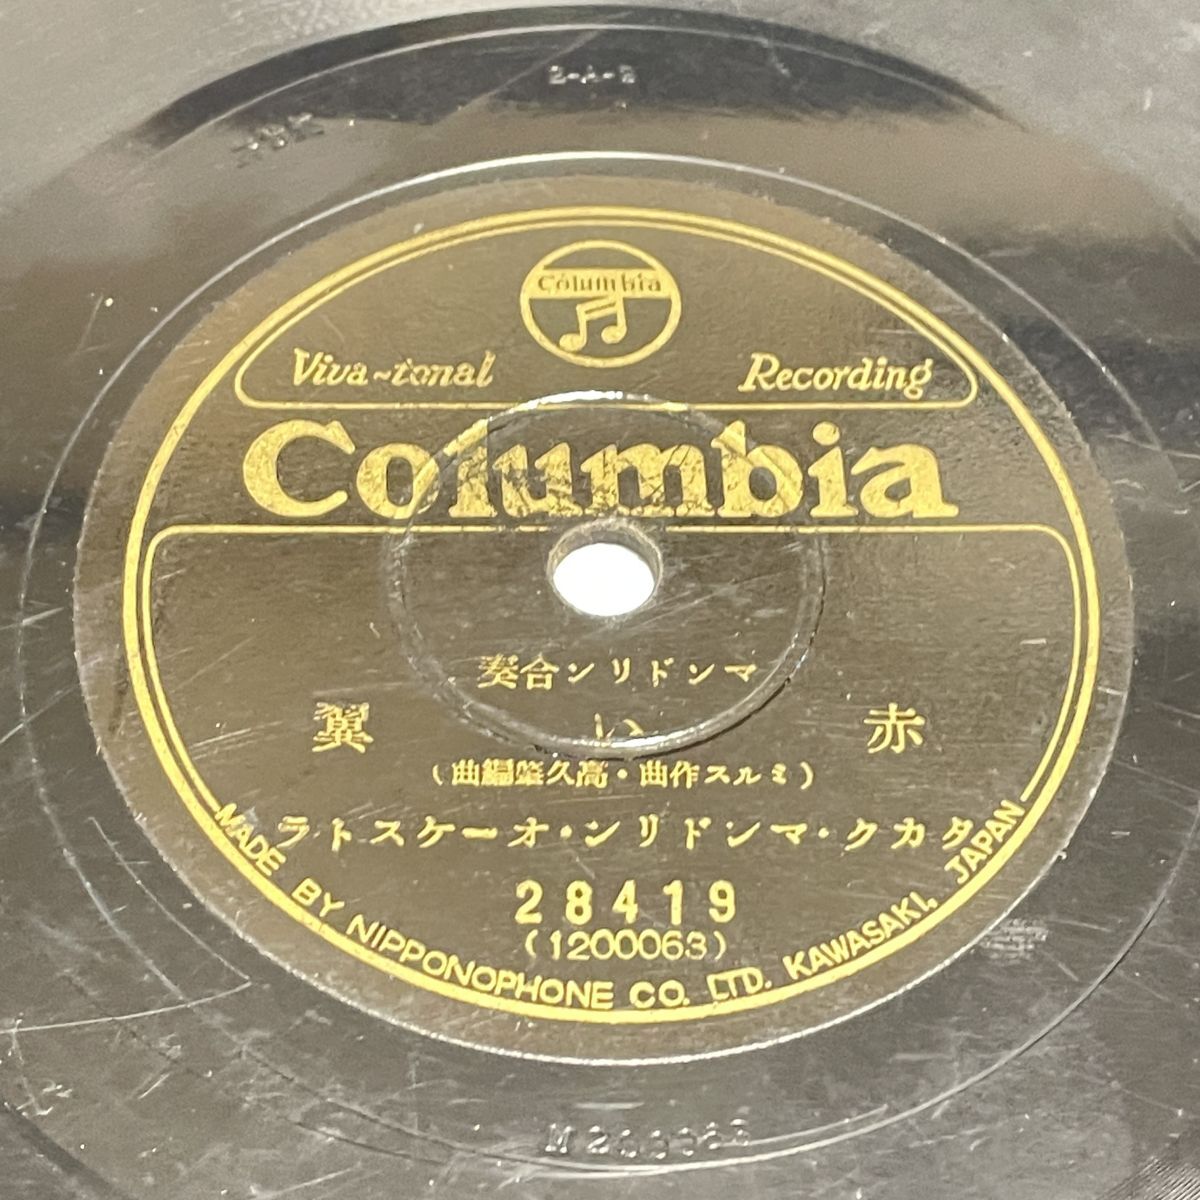 2-A-2
Columbia
Viva-tonal Recording
Columbia
マンドリン合奏
赤い翼
(ミルス作曲・高久肇編曲)
タカク・マンドリン・オーケストラ
28419
(1200063)
MADE BY NIPPONOPHONE CO. LTD. KAWASAKI, JAPAN